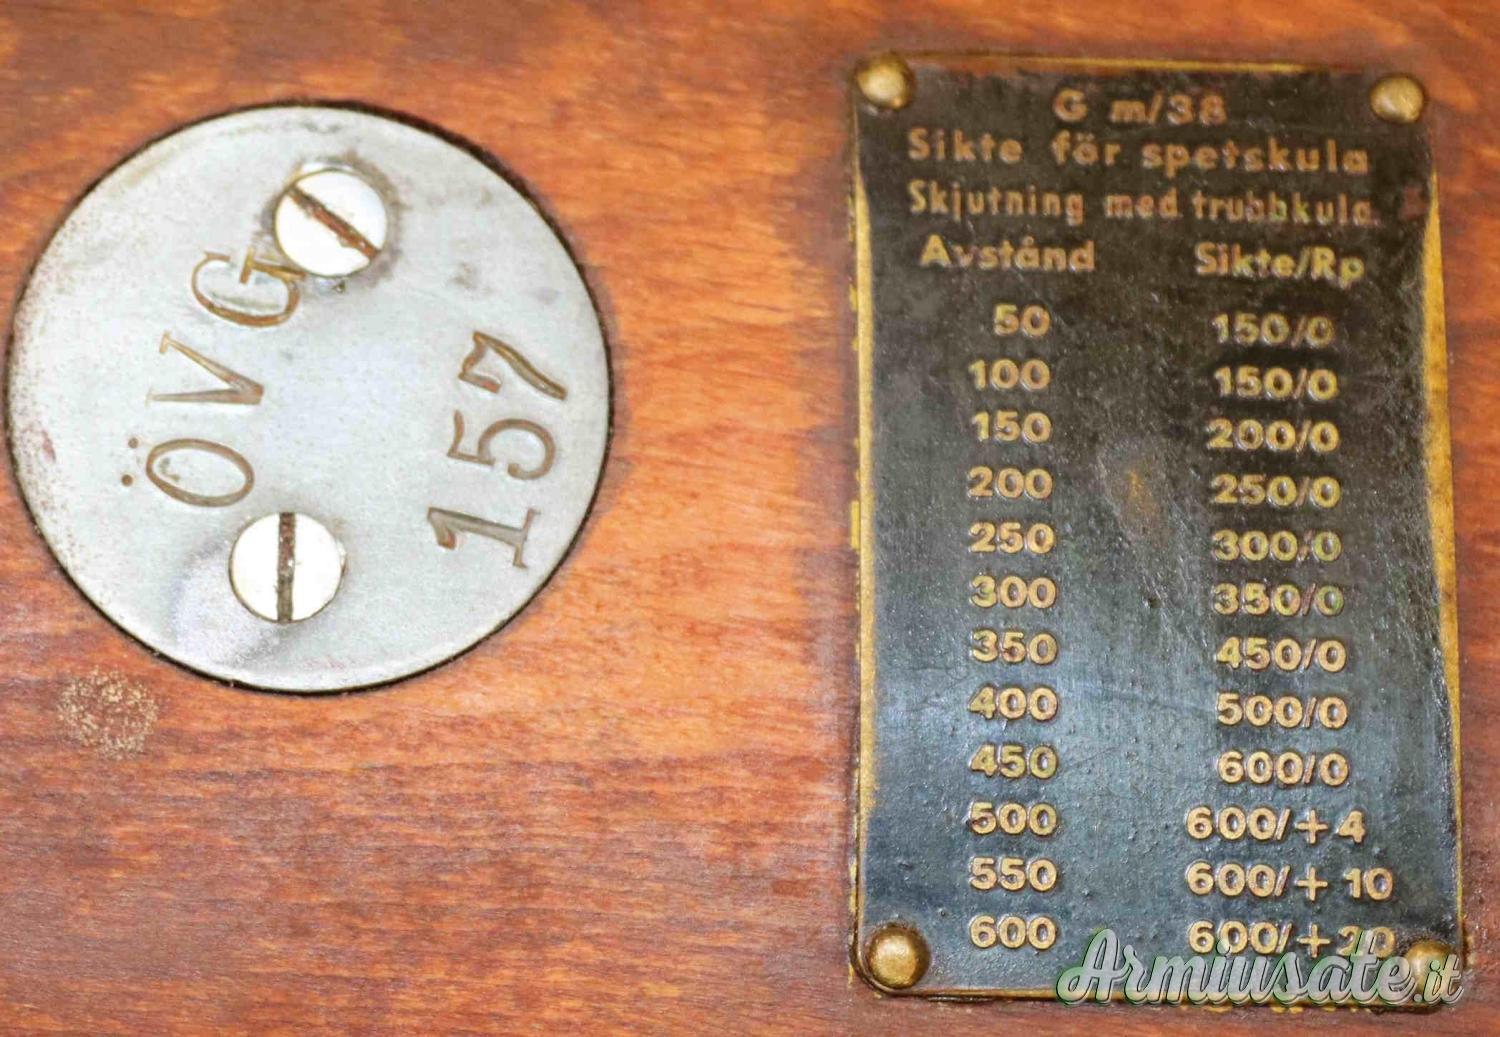 ÖVG
157
G m/38
Sikte för spetskula
Skjutning med trubbkula.
Avstånd Sikte/Rp
50 150/0
100 150/0
150 200/0
200 250/0
250 300/0
300 350/0
350 450/0
400 500/0
450 600/0
500 600/+4
550 600/+10
600 600/+20
Armiusate.it